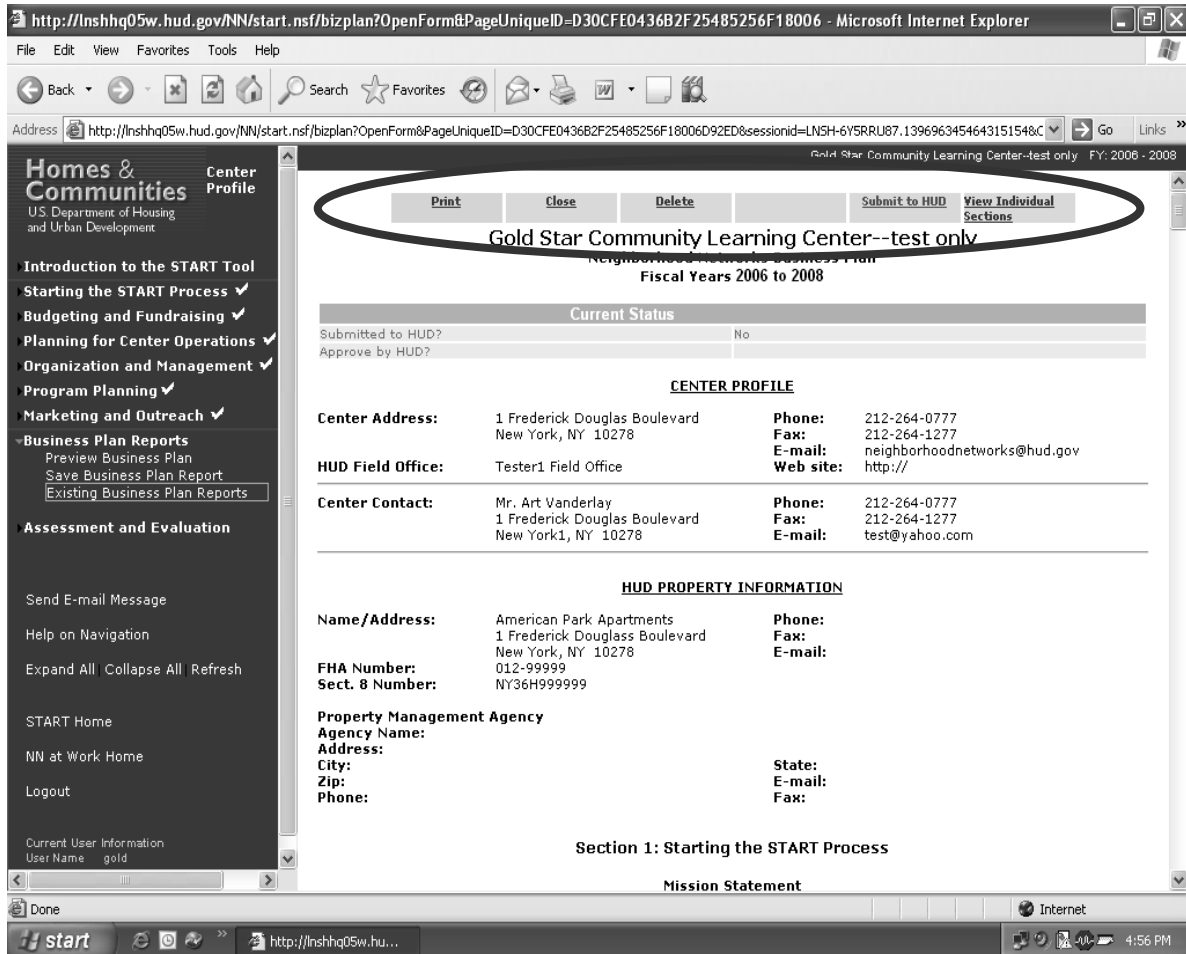 http://lnshhq05w.hud.gov/NN/start.nsf/bizplan?OpenForm&PageUniqueID=D30CFE0436B2F25485256F18006 - Microsoft Internet Explorer
File Edit View Favorites Tools Help
Back Search Favorites
Address http://lnshhq05w.hud.gov/NN/start.nsf/bizplan?OpenForm&PageUniqueID=D30CFE0436B2F25485256F18006D92ED&sessionid=LNSH-6Y5RRU87.139696345464315154&C Go Links »
Homes & Communities
Center Profile
U.S. Department of Housing
and Urban Development
Introduction to the START Tool
Starting the START Process ✔
Budgeting and Fundraising ✔
Planning for Center Operations ✔
Organization and Management ✔
Program Planning ✔
Marketing and Outreach ✔
Business Plan Reports
Preview Business Plan
Save Business Plan Report
Existing Business Plan Reports
Assessment and Evaluation
Send E-mail Message
Help on Navigation
Expand All | Collapse All | Refresh
START Home
NN at Work Home
Logout
Current User Information
User Name gold
Gold Star Community Learning Center--test only FY: 2006 - 2008
Print Close Delete Submit to HUD View Individual
Sections
Gold Star Community Learning Center--test only
Neighborhood Networks Business Plan
Fiscal Years 2006 to 2008
Current Status
Submitted to HUD? No
Approve by HUD?
CENTER PROFILE
Center Address: 1 Frederick Douglas Boulevard Phone: 212-264-0777
New York, NY 10278 Fax: 212-264-1277
E-mail: neighborhoodnetworks@hud.gov
HUD Field Office: Tester1 Field Office Web site: http://
Center Contact: Mr. Art Vanderlay Phone: 212-264-0777
1 Frederick Douglas Boulevard Fax: 212-264-1277
New York1, NY 10278 E-mail: test@yahoo.com
HUD PROPERTY INFORMATION
Name/Address: American Park Apartments Phone:
1 Frederick Douglass Boulevard Fax:
New York, NY 10278 E-mail:
FHA Number: 012-99999
Sect. 8 Number: NY36H999999
Property Management Agency
Agency Name:
Address:
City: State:
Zip: E-mail:
Phone: Fax:
Section 1: Starting the START Process
Mission Statement
Done Internet
start » http://lnshhq05w.hu... 4:56 PM